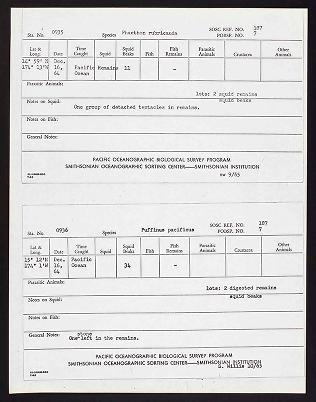 Sta. No. 0935 Species Phaethon rubricauda SOSC REF. NO. 187
POBSP. NO. 7
Lat & Long Date Time Caught Squid Squid Beaks Fish Fish Remains Parasitic Animals Crustacea Other Animals
16° 59' N Dec. Pacific Remains 11 -
16, Ocean
64
Parasitic Animals:
lots: 2 squid remains
Notes on Squid: squid beaks
One group of detached tentacles in remains.
Notes on Fish:
General Notes:
PACIFIC OCEANOGRAPHIC BIOLOGICAL SURVEY PROGRAM
SMITHSONIAN OCEANOGRAPHIC SORTING CENTER—SMITHSONIAN INSTITUTION
9/65
Sta. No. 0936 Species Puffinus pacificus SOSC REF. NO. 187
POBSP. NO. 7
Lat & Long Date Time Caught Squid Squid Beaks Fish Fish Remains Parasitic Animals Crustacea Other Animals
15° 12'N Dec. Pacific 34 -
174° 1'W 16, Ocean
64
Parasitic Animals:
lots: 2 digested remains
Notes on Squid: squid beaks
Notes on Fish:
General Notes: One left in the remains.
PACIFIC OCEANOGRAPHIC BIOLOGICAL SURVEY PROGRAM
SMITHSONIAN OCEANOGRAPHIC SORTING CENTER—SMITHSONIAN INSTITUTION
G. Willis 10/65